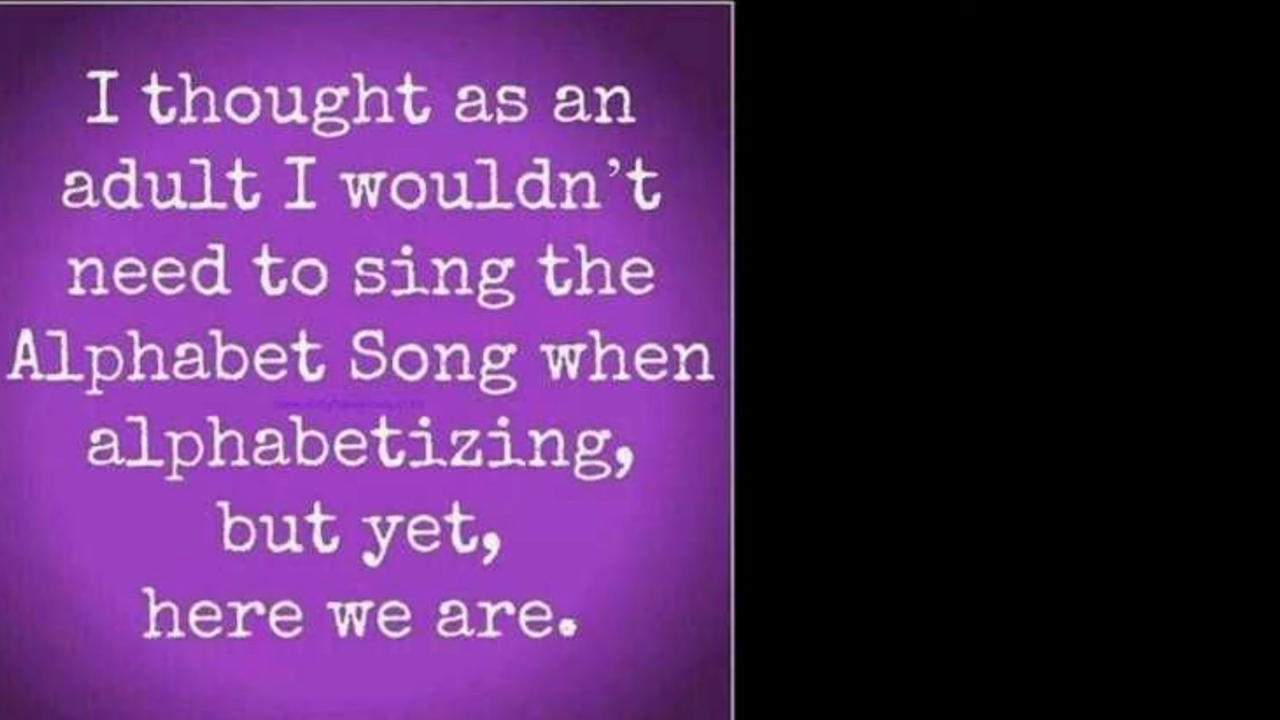 I thought as an
adult I wouldn’t
need to sing the
Alphabet Song when
alphabetizing,
but yet,
here we are.